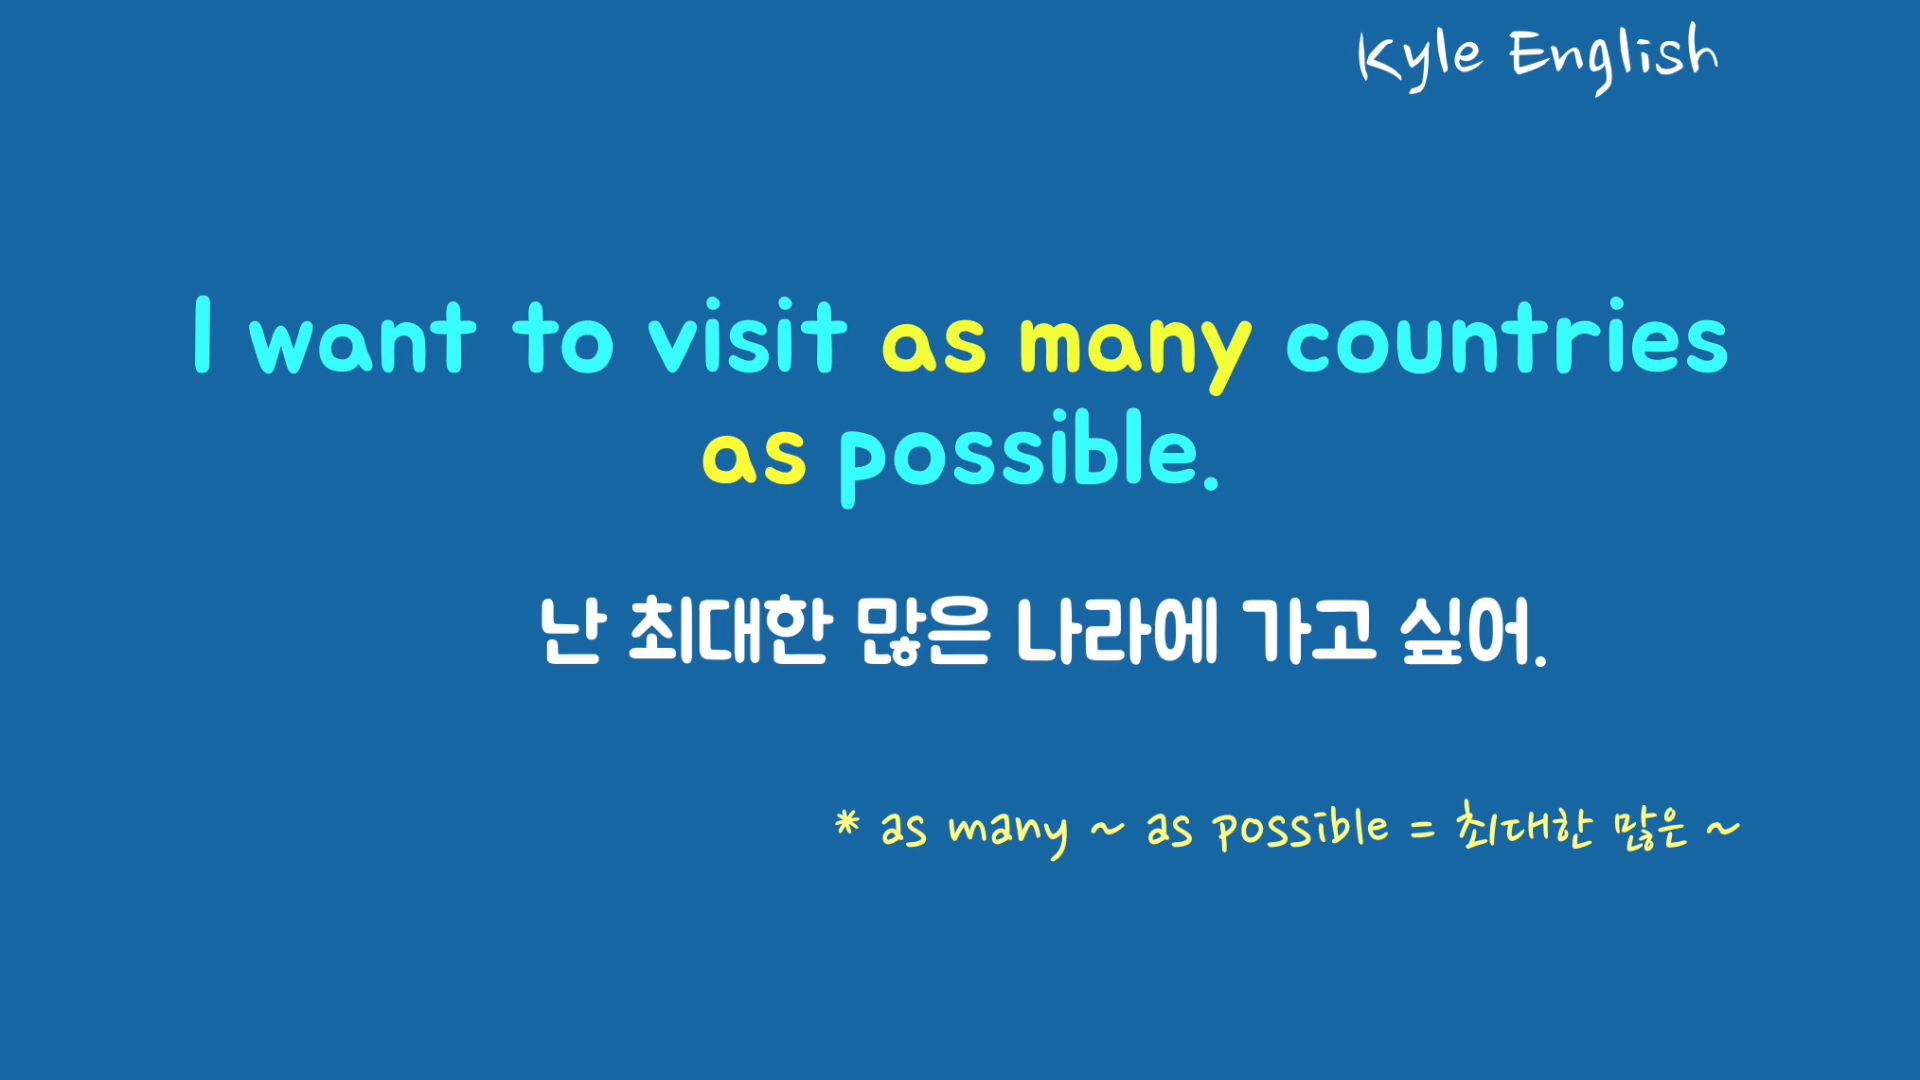 Kyle English
I want to visit as many countries
as possible.
난 최대한 많은 나라에 가고 싶어.
* as many ~ as possible = 최대한 많은 ~